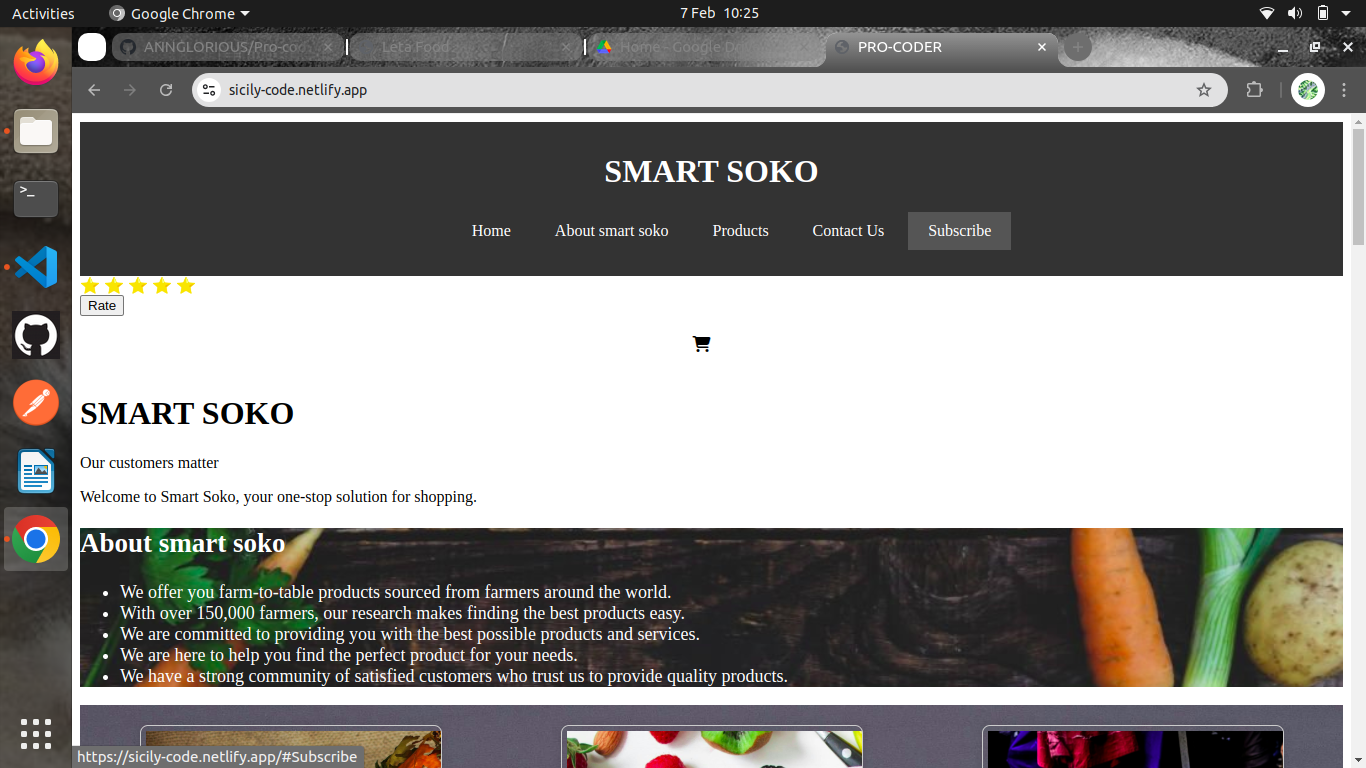 Activities Google Chrome 7 Feb 10:25
ANNGLORIOUS/Pro-cod Leta Food Home - Google PRO-CODER
sicily-code.netlify.app
SMART SOKO
Home About smart soko Products Contact Us Subscribe
Rate
SMART SOKO
Our customers matter
Welcome to Smart Soko, your one-stop solution for shopping.
About smart soko
• We offer you farm-to-table products sourced from farmers around the world.
• With over 150,000 farmers, our research makes finding the best products easy.
• We are committed to providing you with the best possible products and services.
• We are here to help you find the perfect product for your needs.
• We have a strong community of satisfied customers who trust us to provide quality products.
https://sicily-code.netlify.app/#Subscribe